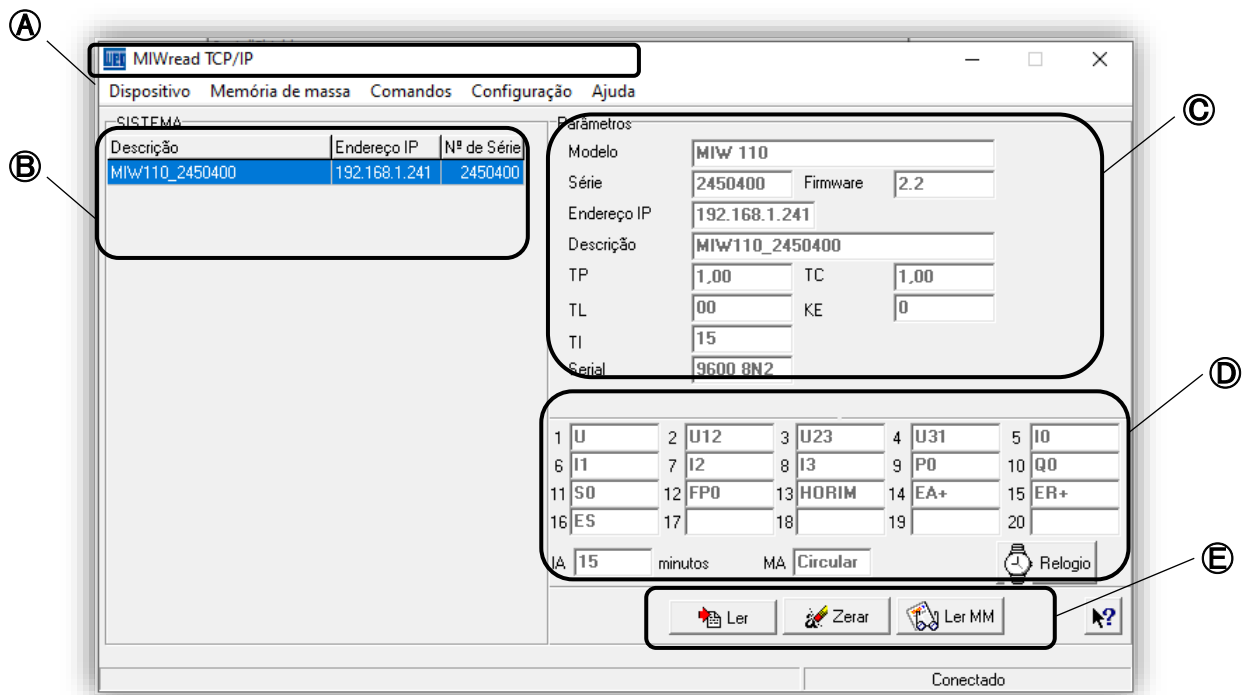 Ⓐ
WEG MIWread TCP/IP
Dispositivo Memória de massa Comandos Configuração Ajuda
Ⓒ
SISTEMA
Ⓑ
Descrição Endereço IP Nº de Série
MIW110_2450400 192.168.1.241 2450400
Parâmetros
Modelo MIW 110
Série 2450400 Firmware 2.2
Endereço IP 192.168.1.241
Descrição MIW110_2450400
TP 1,00 TC 1,00
TL 00 KE 0
TI 15
Serial 9600 8N2
Ⓓ
1 U 2 U12 3 U23 4 U31 5 I0
6 I1 7 I2 8 I3 9 P0 10 Q0
11 S0 12 FP0 13 HORIM 14 EA+ 15 ER+
16 ES 17 18 19 20
IA 15 minutos MA Circular Relogio
Ⓔ
Ler Zerar Ler MM ?
Conectado